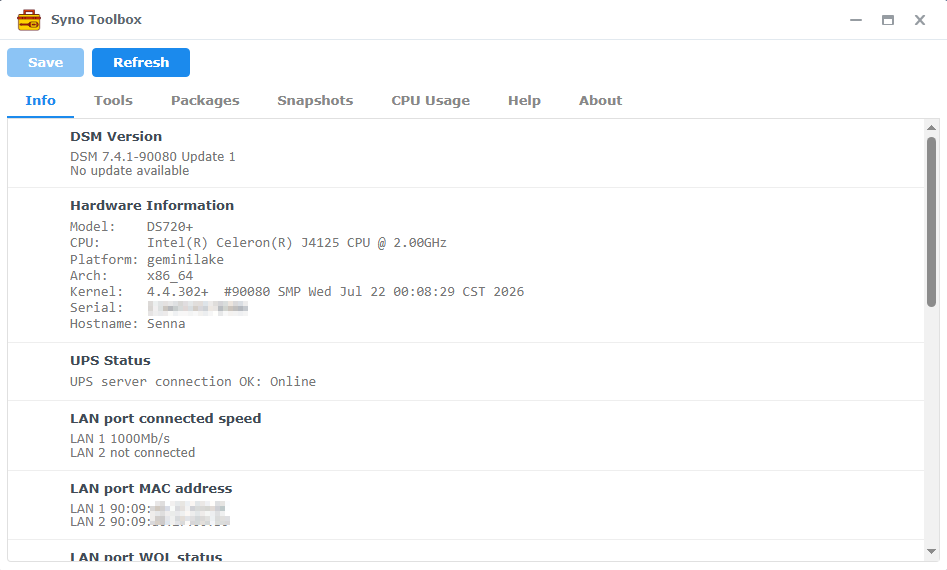 Syno Toolbox
Save Refresh
Info Tools Packages Snapshots CPU Usage Help About
DSM Version
DSM 7.4.1-90080 Update 1
No update available
Hardware Information
Model: DS720+
CPU: Intel(R) Celeron(R) J4125 CPU @ 2.00GHz
Platform: geminilake
Arch: x86_64
Kernel: 4.4.302+ #90080 SMP Wed Jul 22 00:08:29 CST 2026
Serial:
Hostname: Senna
UPS Status
UPS server connection OK: Online
LAN port connected speed
LAN 1 1000Mb/s
LAN 2 not connected
LAN port MAC address
LAN 1 90:09:
LAN 2 90:09:
LAN port WOL status